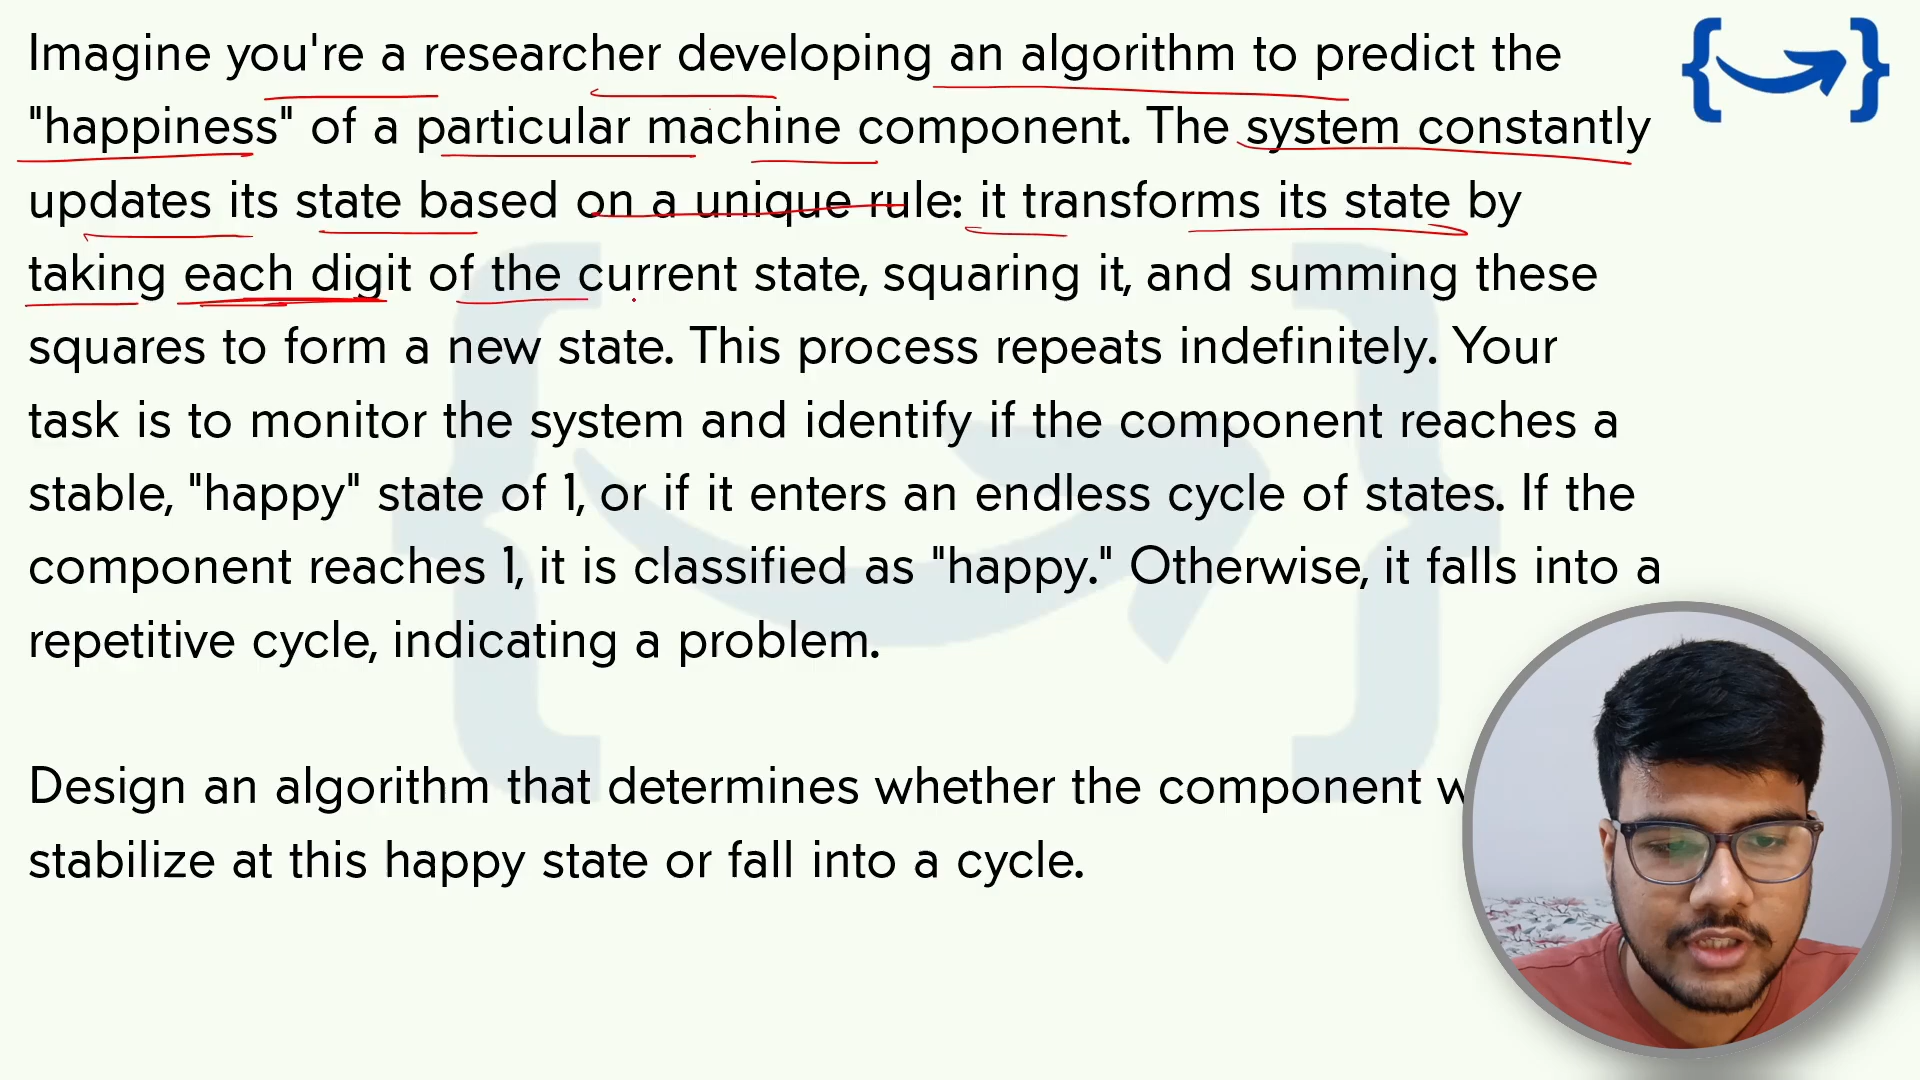 Imagine you're a researcher developing an algorithm to predict the
"happiness" of a particular machine component. The system constantly
updates its state based on a unique rule: it transforms its state by
taking each digit of the current state, squaring it, and summing these
squares to form a new state. This process repeats indefinitely. Your
task is to monitor the system and identify if the component reaches a
stable, "happy" state of 1, or if it enters an endless cycle of states. If the
component reaches 1, it is classified as "happy." Otherwise, it falls into a
repetitive cycle, indicating a problem.
Design an algorithm that determines whether the component
stabilize at this happy state or fall into a cycle.